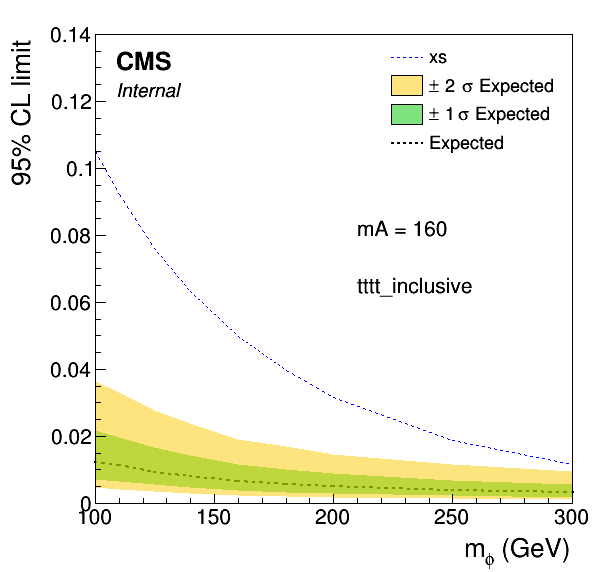 95% CL limit
0.14
0.12
0.1
0.08
0.06
0.04
0.02
0
CMS
Internal
xs
± 2 σ Expected
± 1 σ Expected
Expected
mA = 160
tttt_inclusive
100 150 200 250 300
mϕ (GeV)